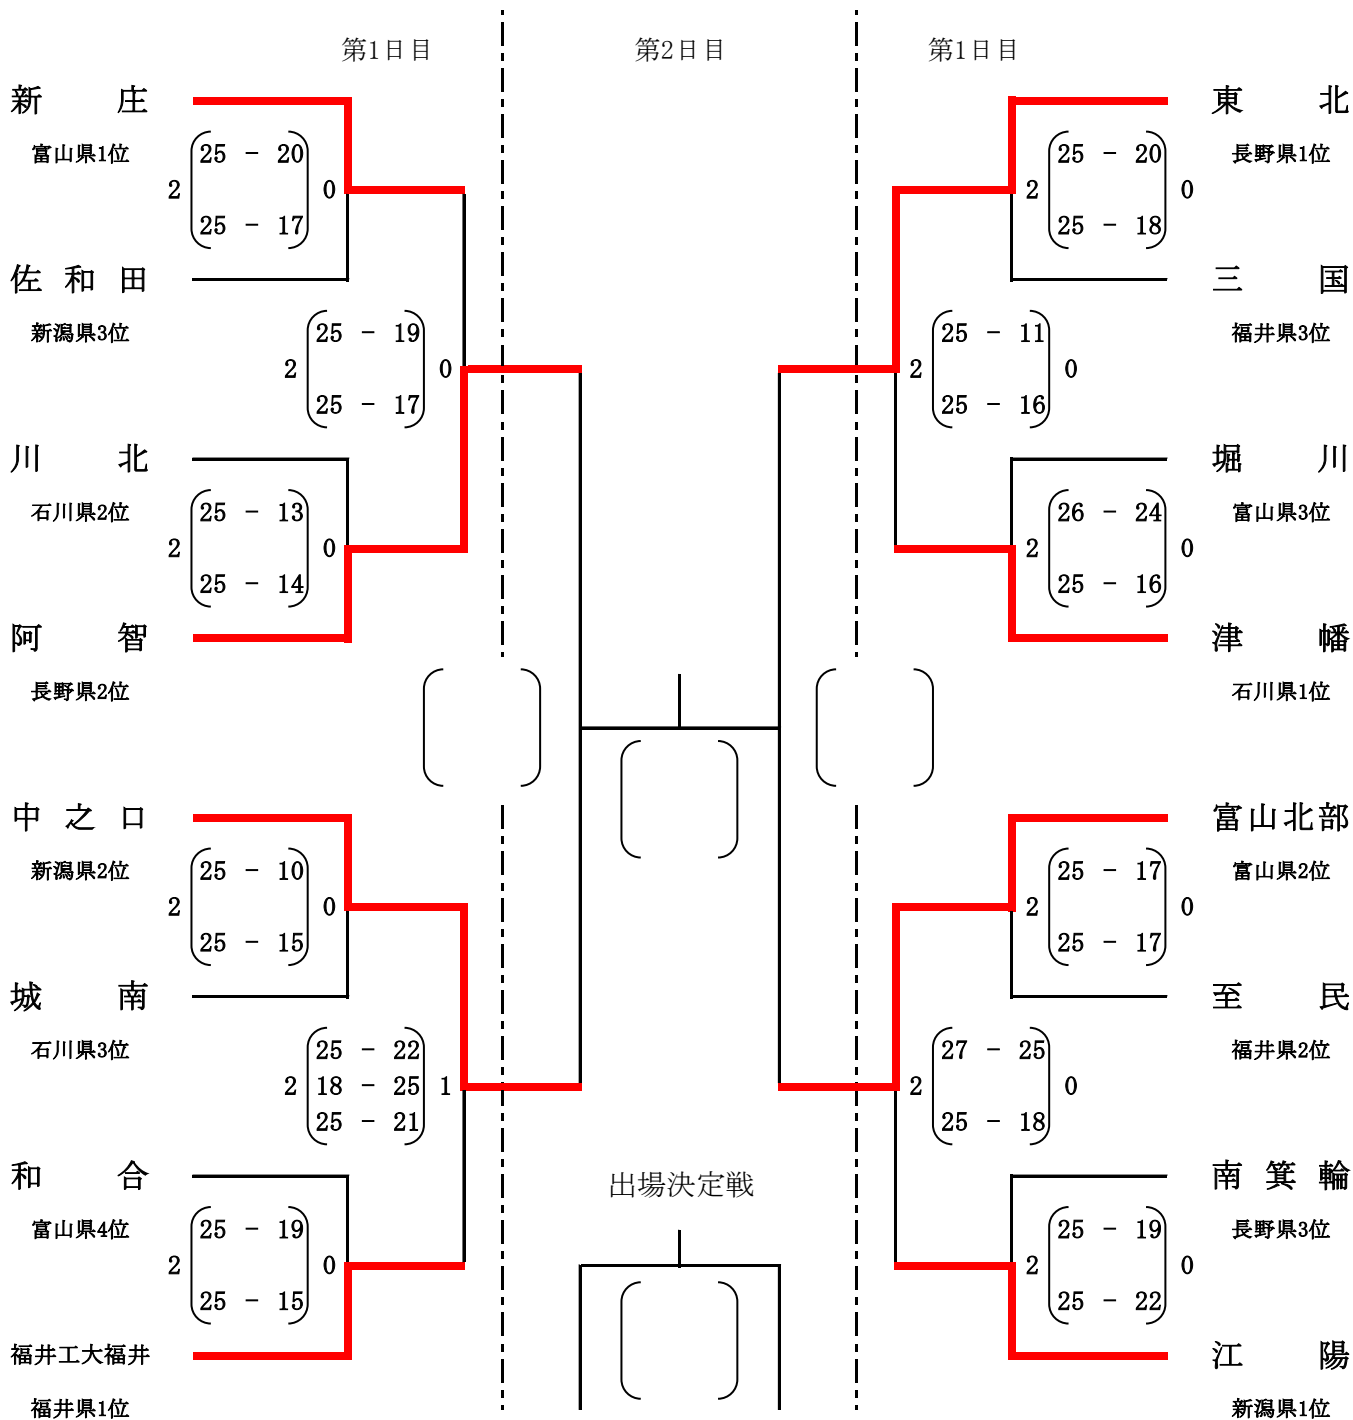 第1日目 第2日目 第1日目
新庄 東北
富山県1位 25 - 20 25 - 20 長野県1位
2 0 2 0
25 - 17 25 - 18
佐和田 三国
新潟県3位 25 - 19 25 - 11 福井県3位
2 0 2 0
25 - 17 25 - 16
川北 堀川
石川県2位 25 - 13 26 - 24 富山県3位
2 0 2 0
25 - 14 25 - 16
阿智 津幡
長野県2位 石川県1位
中之口 富山北部
新潟県2位 25 - 10 25 - 17 富山県2位
2 0 2 0
25 - 15 25 - 17
城南 至民
石川県3位 25 - 22 27 - 25 福井県2位
2 18 - 25 1 2 0
25 - 21 25 - 18
和合 出場決定戦 南箕輪
富山県4位 25 - 19 25 - 19 長野県3位
2 0 2 0
25 - 15 25 - 22
福井工大福井 江陽
福井県1位 新潟県1位